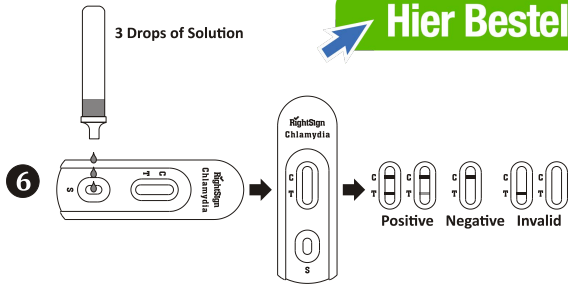 3 Drops of Solution
Hier Bestel
6
S
T C
RightSign
Chlamydia
RightSign
Chlamydia
C
T
S
C
T
C
T
C
T
C
T
C
T
Positive Negative Invalid